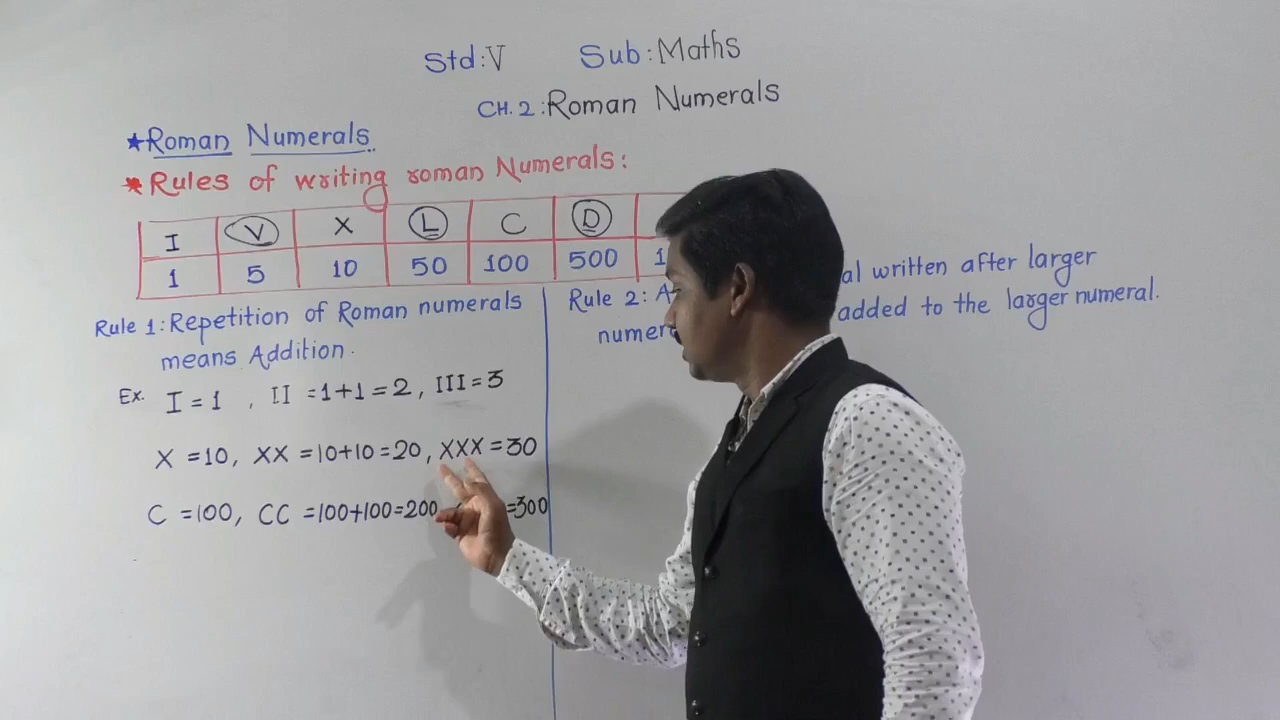 Std: V Sub: Maths
CH. 2: Roman Numerals
★Roman Numerals
★Rules of writing roman Numerals:
I V X L C D
1 5 10 50 100 500
Rule 1: Repetition of Roman numerals
means Addition.
Ex. I = 1 , II = 1+1 = 2, III = 3
X = 10, XX = 10+10 = 20, XXX = 30
C = 100, CC = 100+100 = 200 = 300
Rule 2: written after larger
added to the larger numeral.